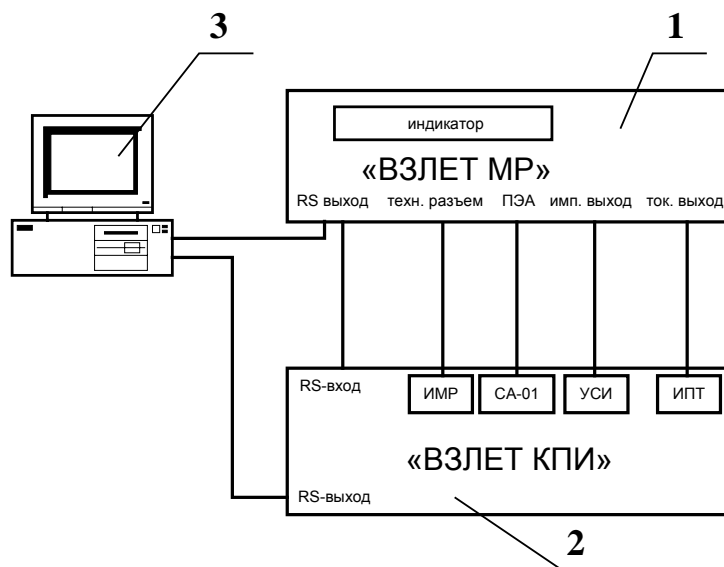 3
1
индикатор
«ВЗЛЕТ МР»
RS выход техн. разъем ПЭА имп. выход ток. выход
RS-вход
ИМР СА-01 УСИ ИПТ
«ВЗЛЕТ КПИ»
RS-выход
2